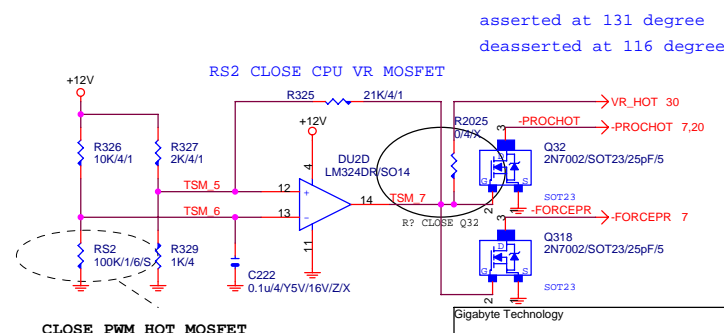 asserted at 131 degree
deasserted at 116 degree
RS2 CLOSE CPU VR MOSFET
+12V
R325
21K/4/1
+12V
VR_HOT 30
R326
10K/4/1
R327
2K/4/1
R2025
0/4/X
3
-PROCHOT
-PROCHOT 7,20
Q32
2N7002/SOT23/25pF/5
D
G
S
SOT23
2
1
4
DU2D
LM324DR/SO14
TSM_5
12
+
TSM_6
13
-
14
TSM_7
R? CLOSE Q32
11
-FORCEPR
3
-FORCEPR 7
Q318
2N7002/SOT23/25pF/5
D
G
S
SOT23
2
1
RS2
100K/1/6/S
R329
1K/4
C222
0.1u/4/Y5V/16V/Z/X
CLOSE PWM HOT MOSFET
Gigabyte Technology